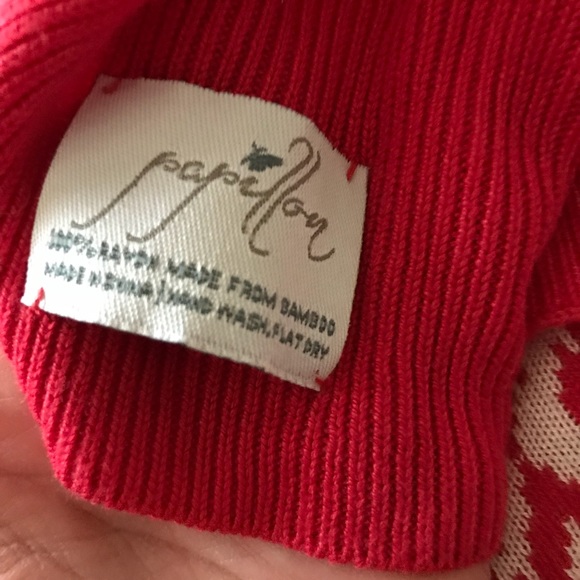 papillon
100% RAYON MADE FROM BAMBOO
MADE IN CHINA | HAND WASH, FLAT DRY